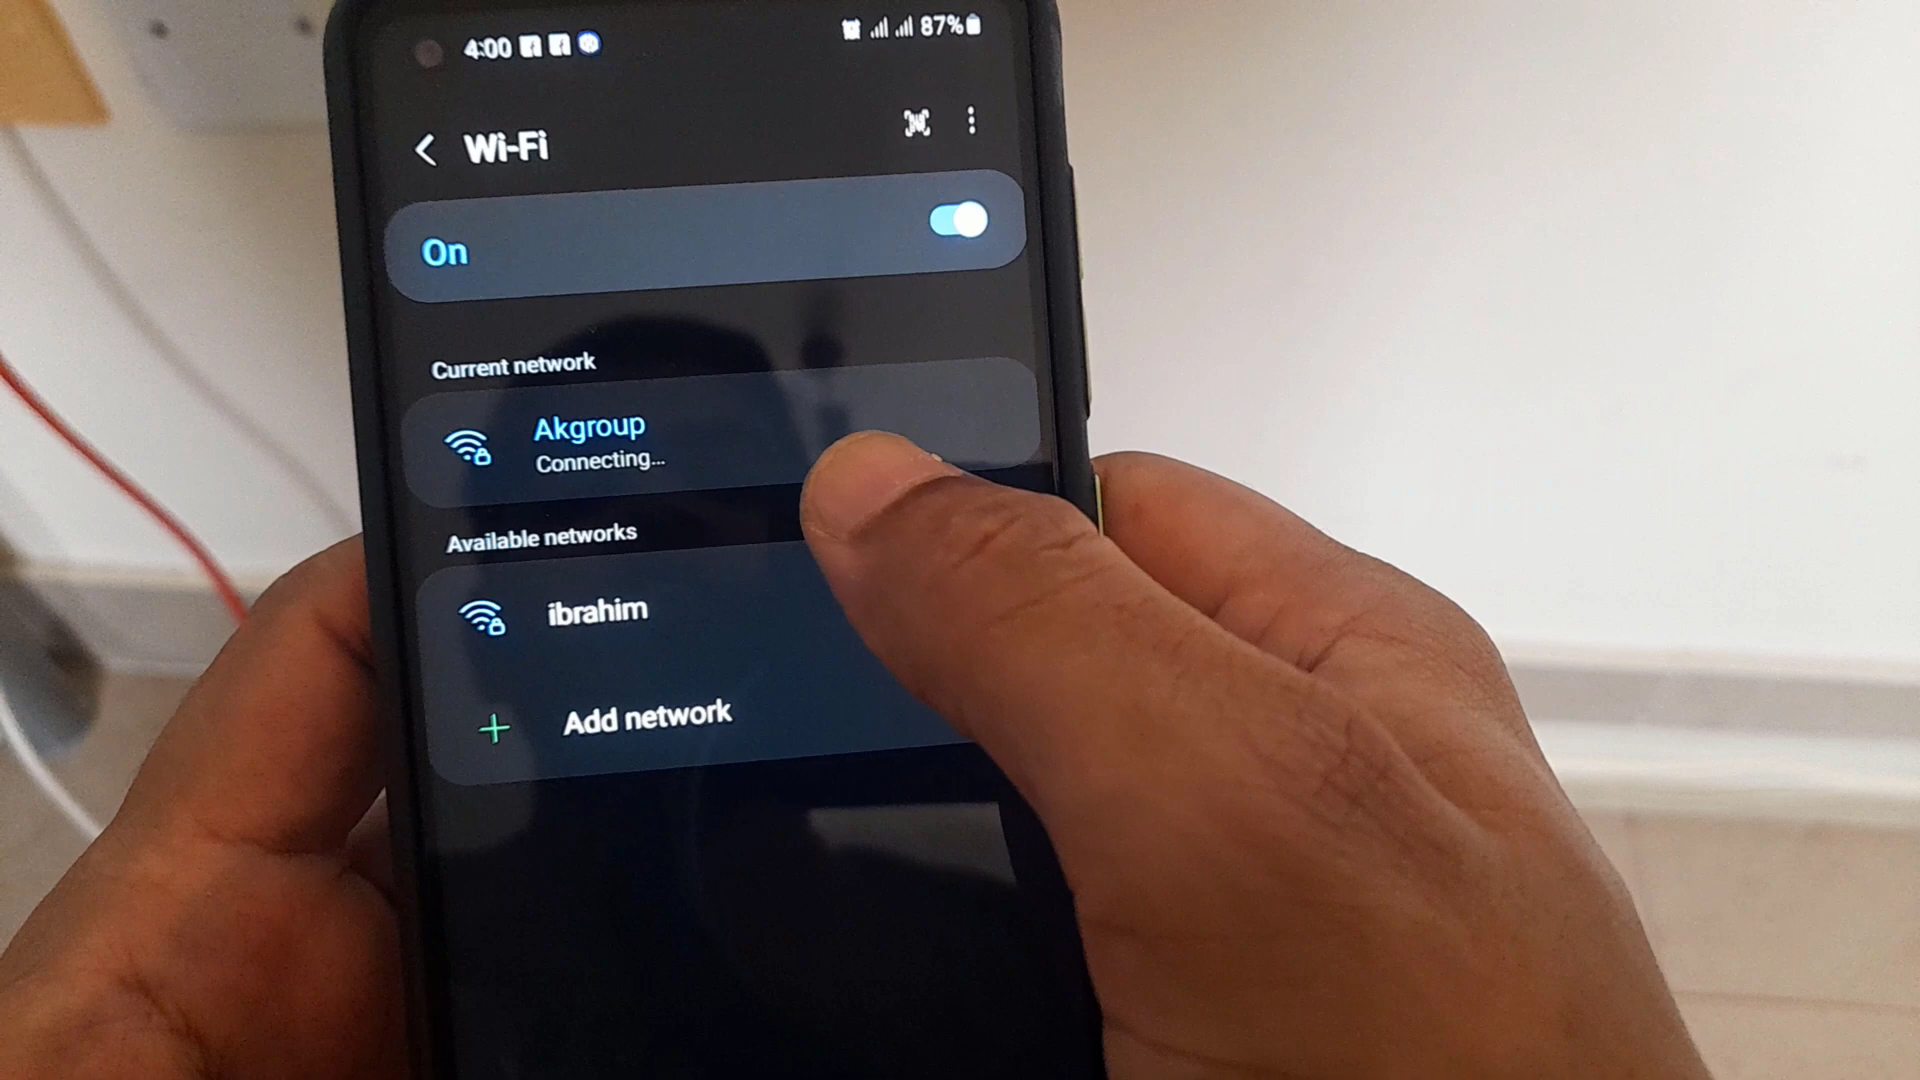 4:00 87%
Wi-Fi
On
Current network
Akgroup
Connecting...
Available networks
ibrahim
Add network